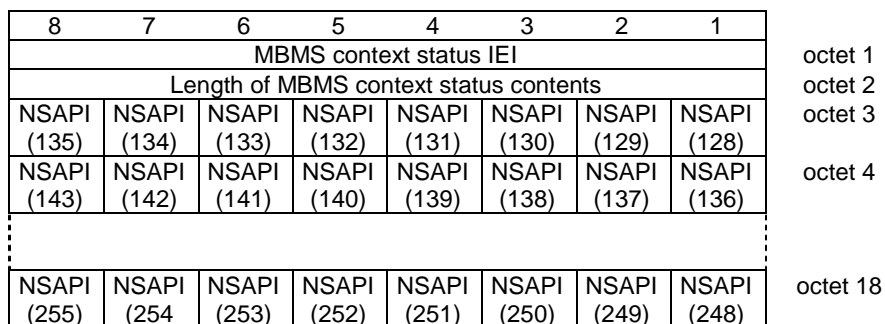 8 7 6 5 4 3 2 1
MBMS context status IEI octet 1
Length of MBMS context status contents octet 2
NSAPI NSAPI NSAPI NSAPI NSAPI NSAPI NSAPI NSAPI octet 3
(135) (134) (133) (132) (131) (130) (129) (128)
NSAPI NSAPI NSAPI NSAPI NSAPI NSAPI NSAPI NSAPI octet 4
(143) (142) (141) (140) (139) (138) (137) (136)
NSAPI NSAPI NSAPI NSAPI NSAPI NSAPI NSAPI NSAPI octet 18
(255) (254 (253) (252) (251) (250) (249) (248)